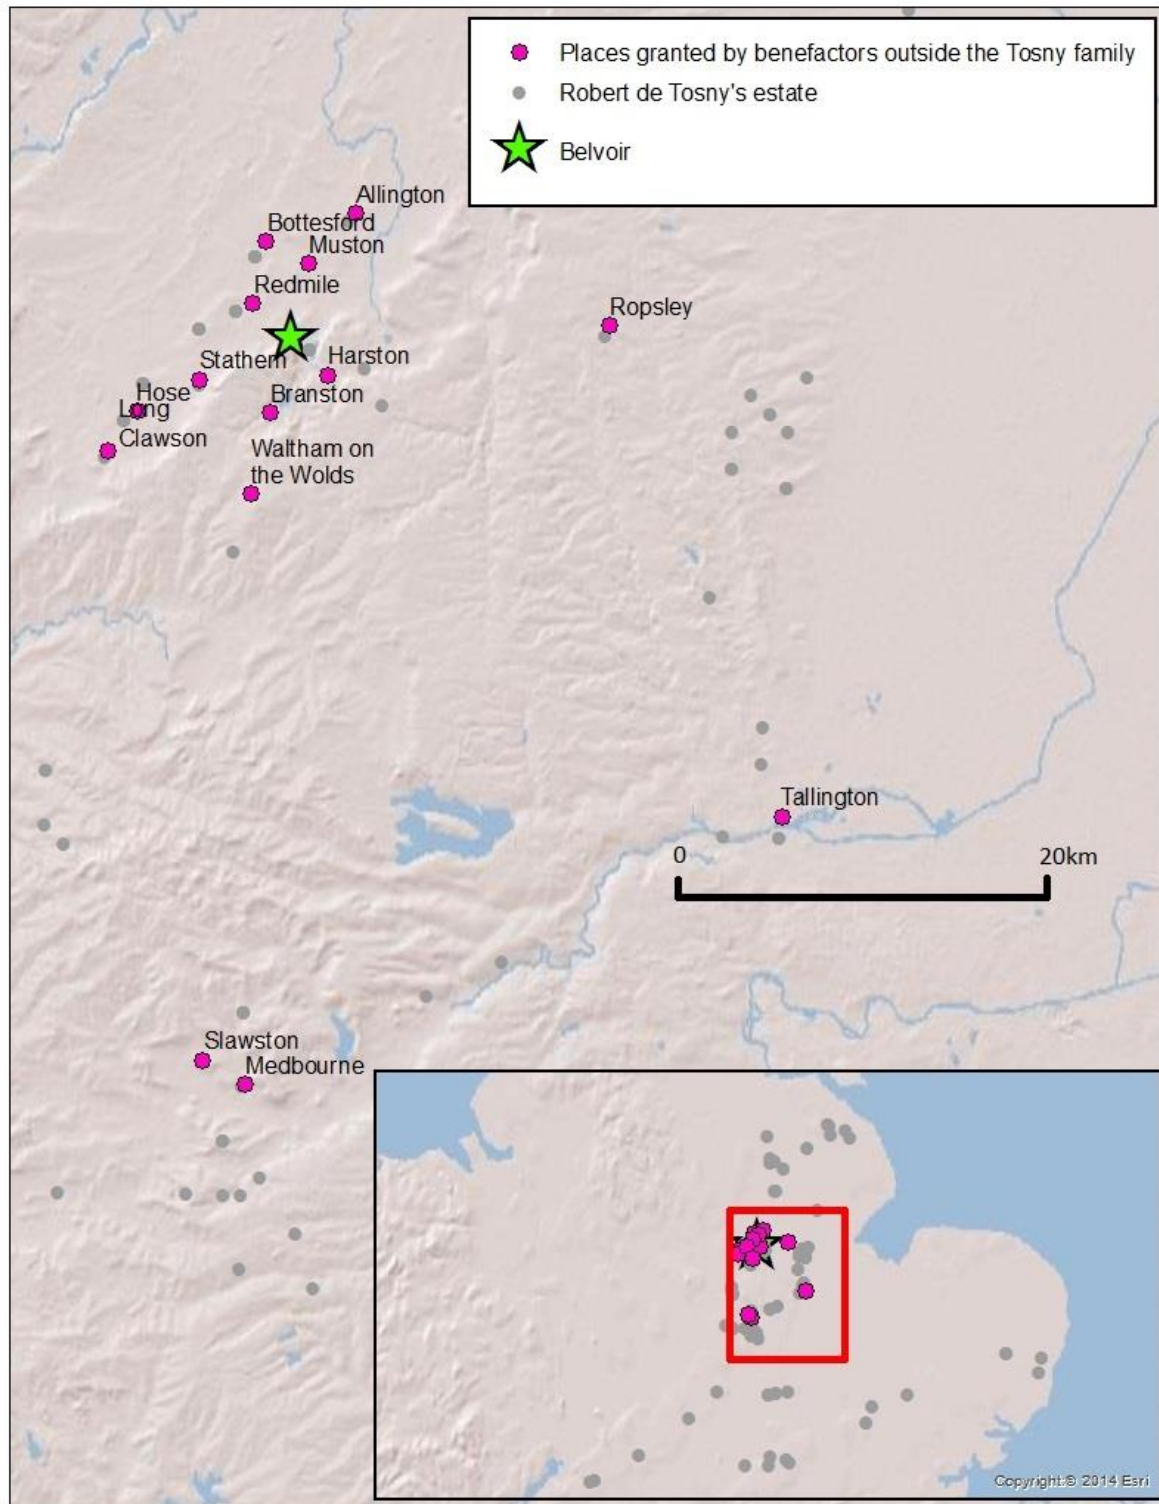 Places granted by benefactors outside the Tosny family
Robert de Tosny's estate
Belvoir
Allington
Bottesford
Muston
Redmile
Ropsley
Stathern
Harston
Hose
Branston
Long
Clawson
Waltham on
the Wolds
Tallington
0 20km
Slawston
Medbourne
Copyright:© 2014 Esri